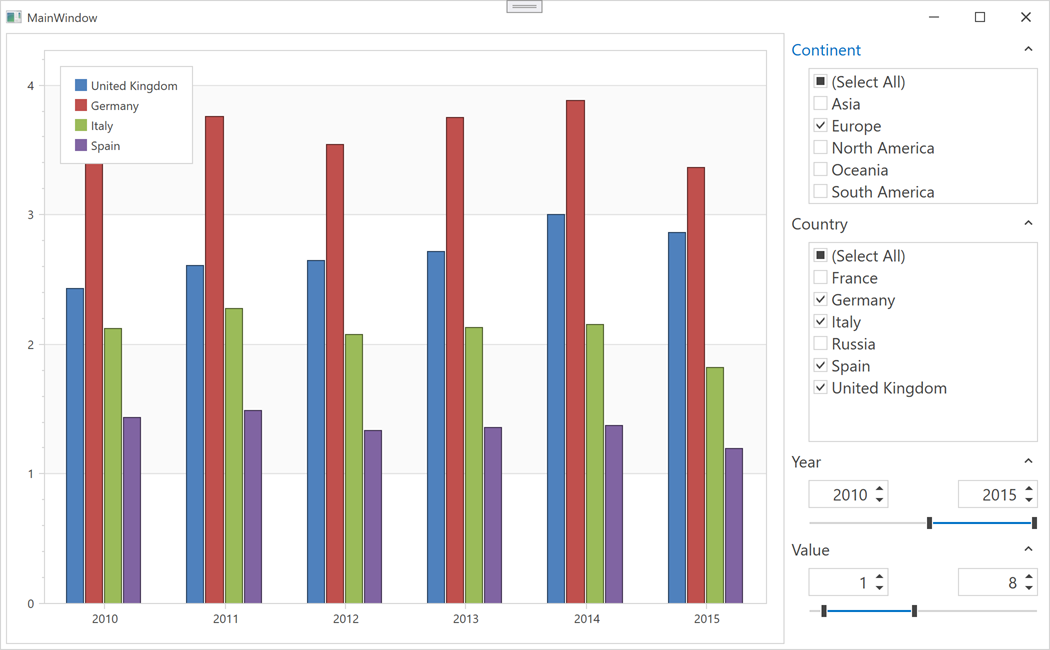 MainWindow
4
3
2
1
0
United Kingdom
Germany
Italy
Spain
2010 2011 2012 2013 2014 2015
Continent
(Select All)
Asia
Europe
North America
Oceania
South America
Country
(Select All)
France
Germany
Italy
Russia
Spain
United Kingdom
Year
2010 2015
Value
1 8